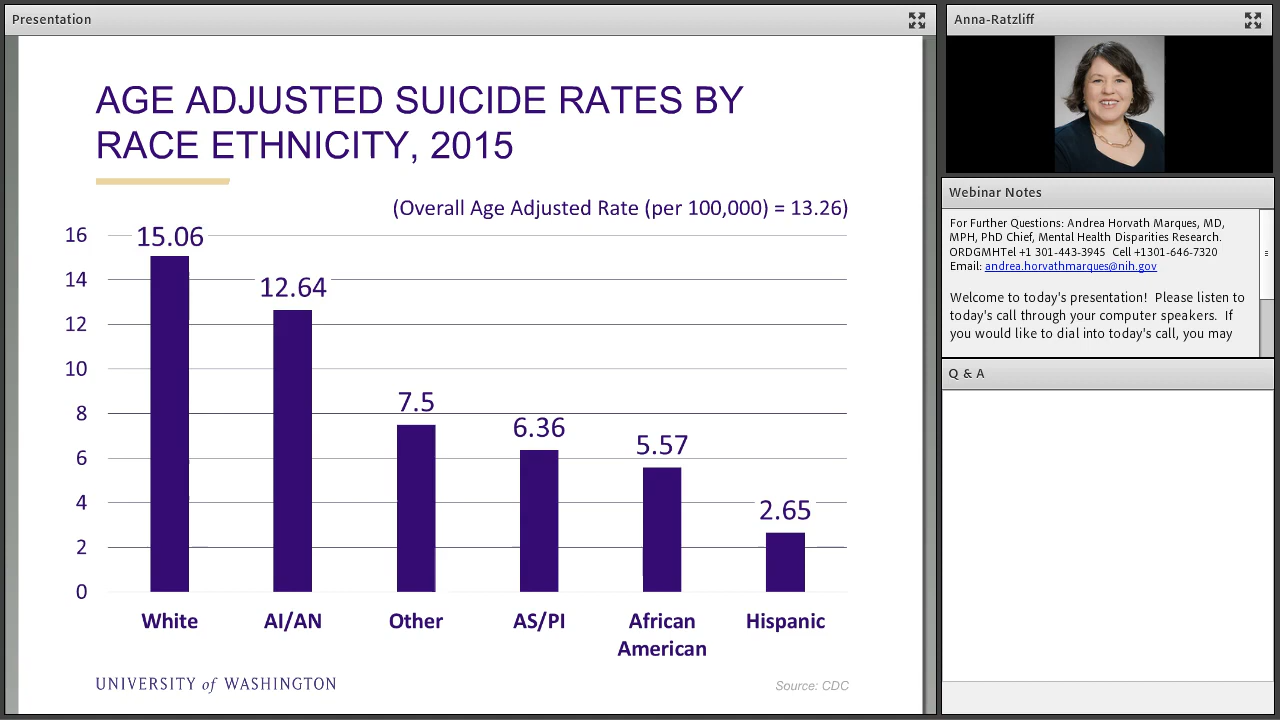 Presentation
AGE ADJUSTED SUICIDE RATES BY
RACE ETHNICITY, 2015
(Overall Age Adjusted Rate (per 100,000) = 13.26)
16
14
12
10
8
6
4
2
0
15.06
12.64
7.5
6.36
5.57
2.65
White
AI/AN
Other
AS/PI
African
American
Hispanic
UNIVERSITY of WASHINGTON
Source: CDC
Anna-Ratzliff
Webinar Notes
For Further Questions: Andrea Horvath Marques, MD,
MPH, PhD Chief, Mental Health Disparities Research.
ORDGMHTel +1 301-443-3945 Cell +1301-646-7320
Email: andrea.horvathmarques@nih.gov
Welcome to today's presentation! Please listen to
today's call through your computer speakers. If
you would like to dial into today's call, you may
Q & A